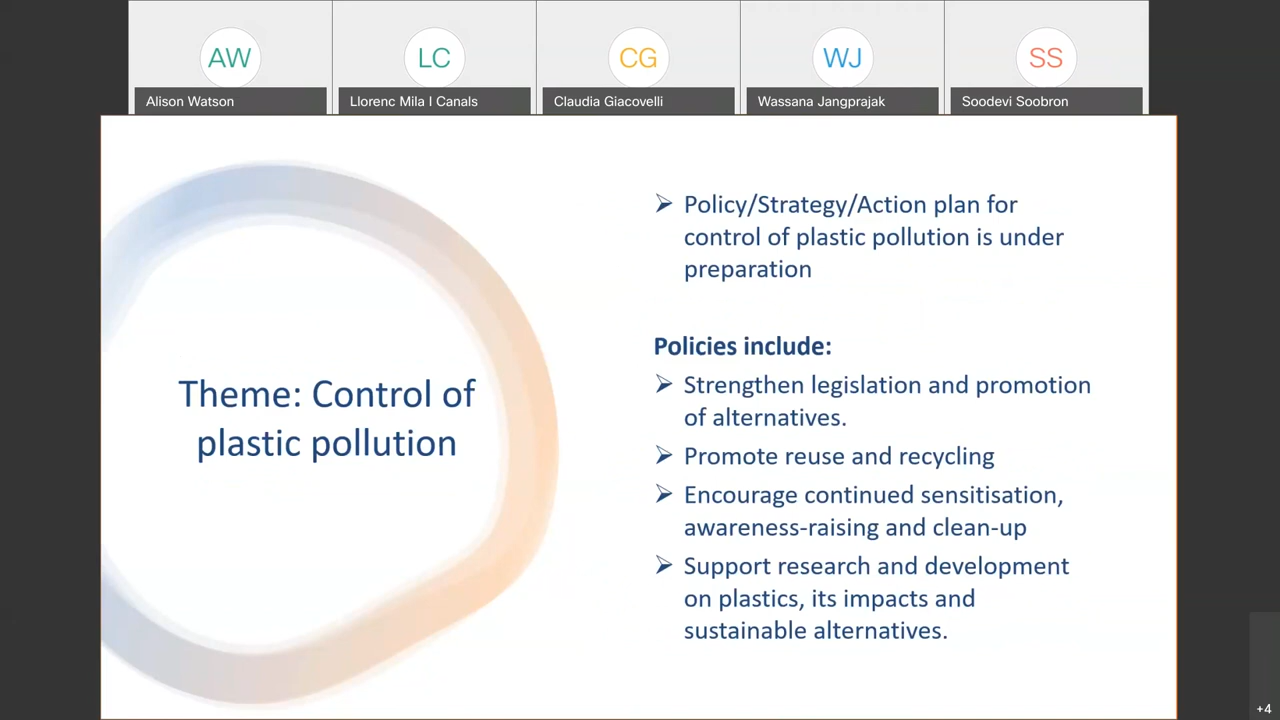 AW
LC
CG
WJ
SS
Alison Watson
Llorenc Mila I Canals
Claudia Giacovelli
Wassana Jangprajak
Soodevi Soobron
Theme: Control of
plastic pollution
Policy/Strategy/Action plan for
control of plastic pollution is under
preparation
Policies include:
Strengthen legislation and promotion
of alternatives.
Promote reuse and recycling
Encourage continued sensitisation,
awareness-raising and clean-up
Support research and development
on plastics, its impacts and
sustainable alternatives.
+4